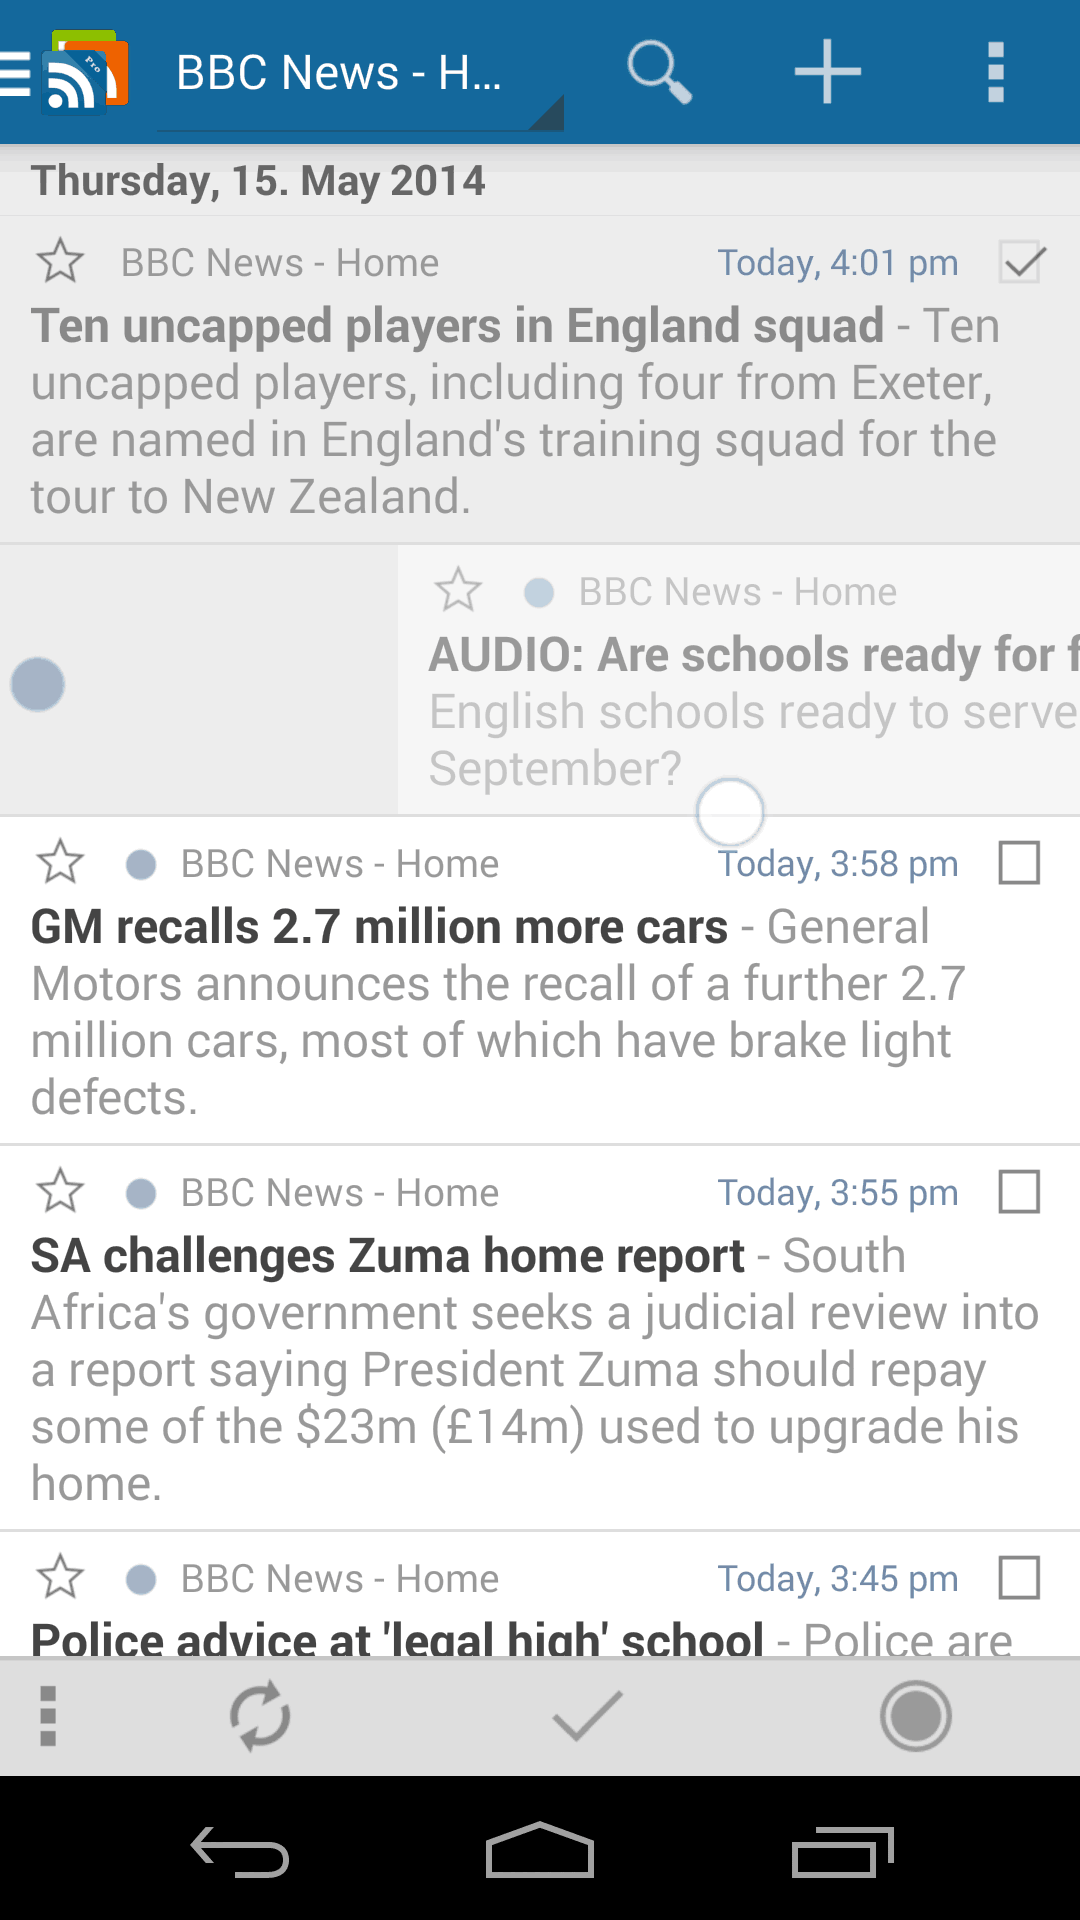 Pro
BBC News - H...
Thursday, 15. May 2014
BBC News - Home Today, 4:01 pm
Ten uncapped players in England squad - Ten
uncapped players, including four from Exeter,
are named in England's training squad for the
tour to New Zealand.
BBC News - Home
AUDIO: Are schools ready for f
English schools ready to serve
September?
BBC News - Home Today, 3:58 pm
GM recalls 2.7 million more cars - General
Motors announces the recall of a further 2.7
million cars, most of which have brake light
defects.
BBC News - Home Today, 3:55 pm
SA challenges Zuma home report - South
Africa's government seeks a judicial review into
a report saying President Zuma should repay
some of the $23m (£14m) used to upgrade his
home.
BBC News - Home Today, 3:45 pm
Police advice at 'legal high' school - Police are